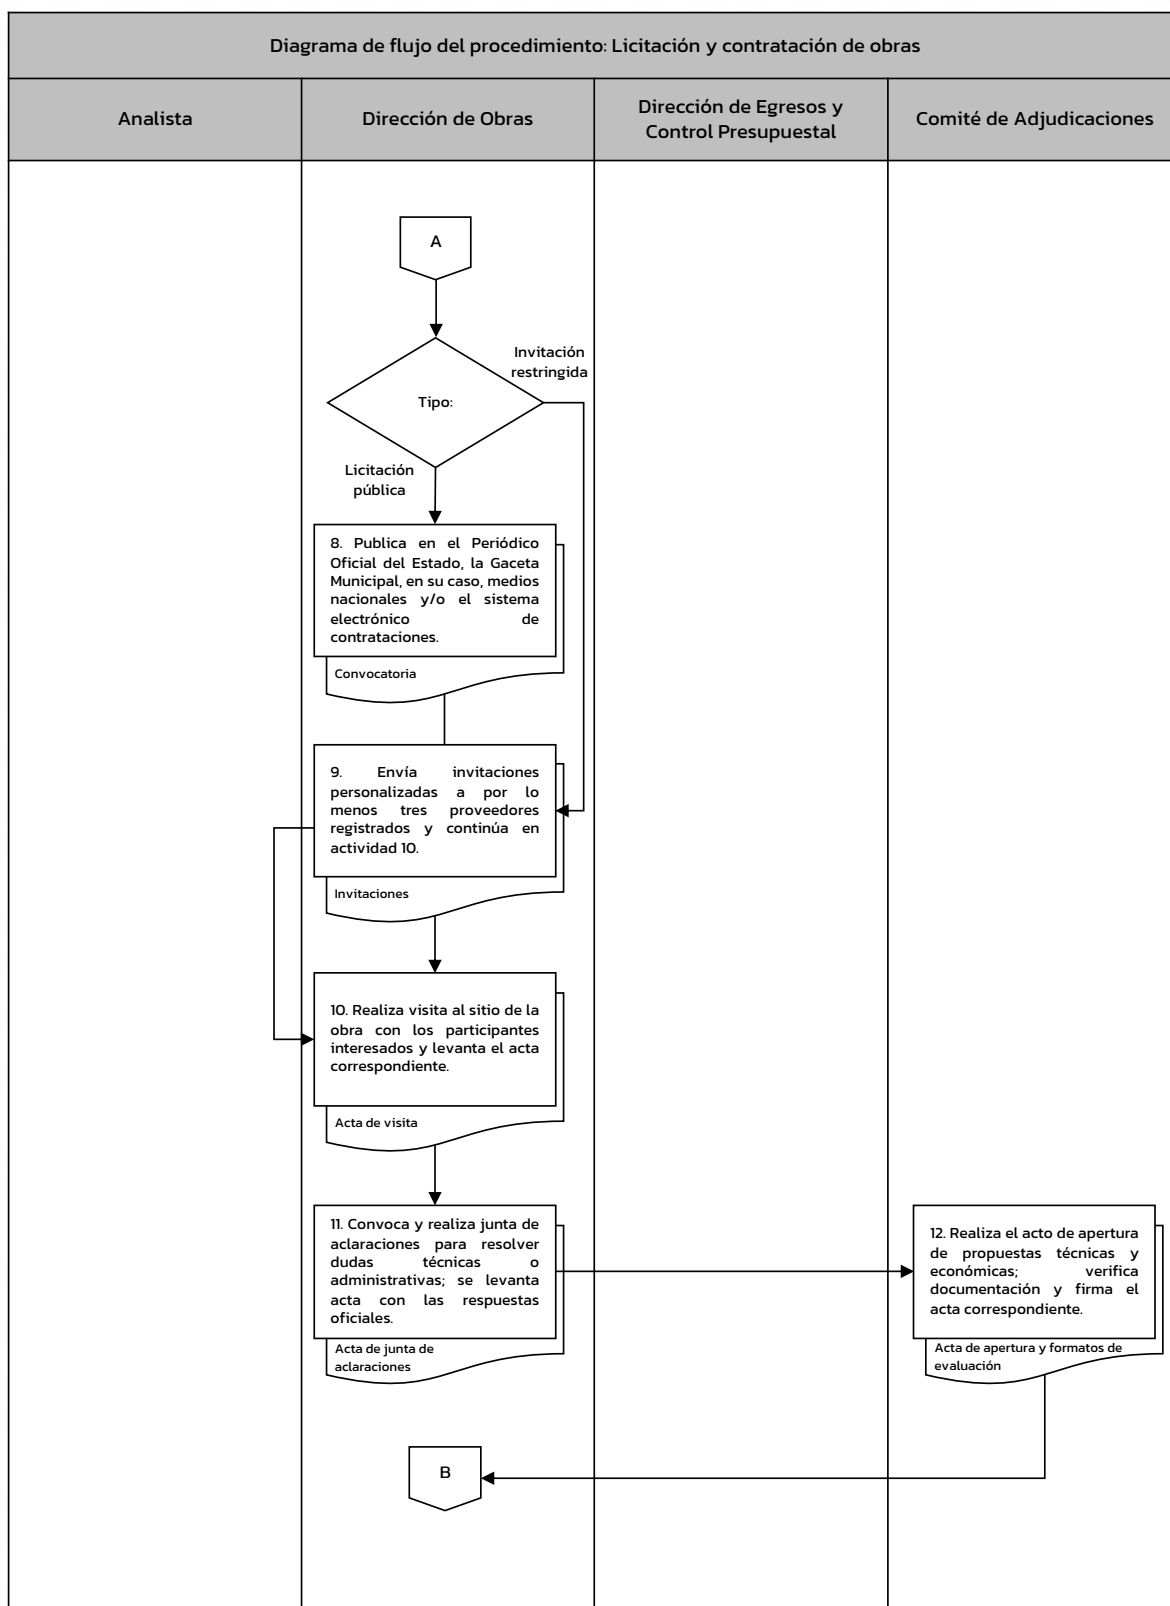 Diagrama de flujo del procedimiento: Licitación y contratación de obras
Analista
Dirección de Obras
Dirección de Egresos y
Control Presupuestal
Comité de Adjudicaciones
A
Invitación
restringida
Tipo:
Licitación
pública
8. Publica en el Periódico
Oficial del Estado, la Gaceta
Municipal, en su caso, medios
nacionales y/o el sistema
electrónico de
contrataciones.
Convocatoria
9. Envía invitaciones
personalizadas a por lo
menos tres proveedores
registrados y continúa en
actividad 10.
Invitaciones
10. Realiza visita al sitio de la
obra con los participantes
interesados y levanta el acta
correspondiente.
Acta de visita
11. Convoca y realiza junta de
aclaraciones para resolver
dudas técnicas o
administrativas; se levanta
acta con las respuestas
oficiales.
Acta de junta de
aclaraciones
12. Realiza el acto de apertura
de propuestas técnicas y
económicas; verifica
documentación y firma el
acta correspondiente.
Acta de apertura y formatos de
evaluación
B